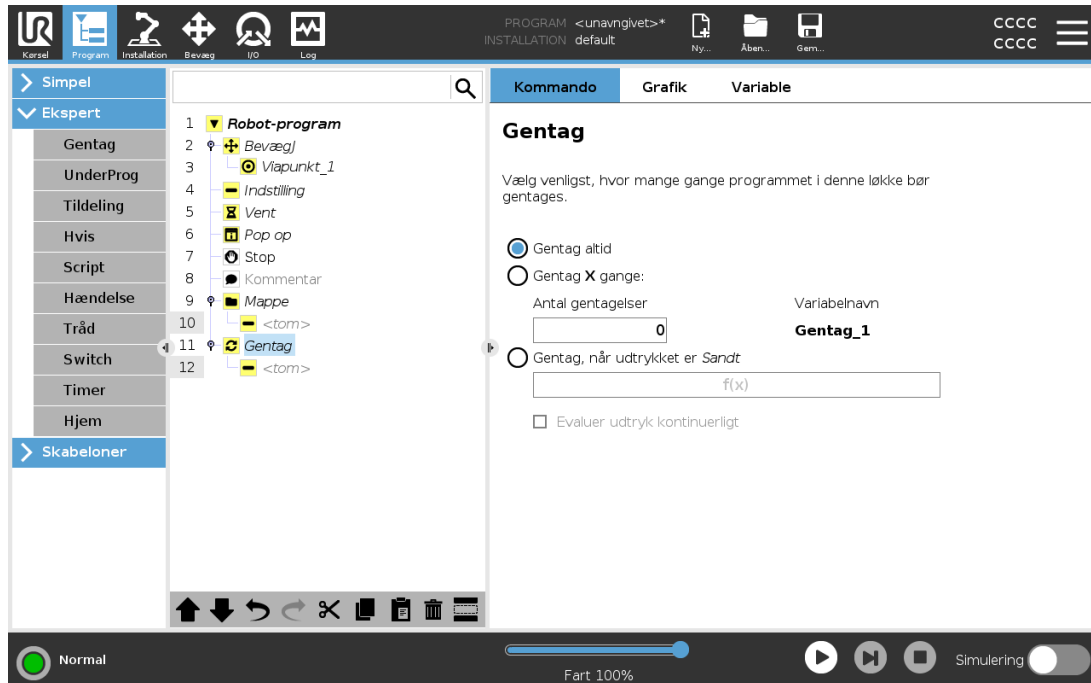 PROGRAM <unavngivet>*
INSTALLATION default
Ny...
Åben...
Gem...
CCCC
CCCC
Kørsel
Program
Installation
Bevæg
I/O
Log
Simpel
Ekspert
Gentag
UnderProg
Tildeling
Hvis
Script
Hændelse
Tråd
Switch
Timer
Hjem
Skabeloner
1 Robot-program
2 BevægJ
3 Viapunkt_1
4 Indstilling
5 Vent
6 Pop op
7 Stop
8 Kommentar
9 Mappe
10 <tom>
11 Gentag
12 <tom>
Kommando
Grafik
Variable
Gentag
Vælg venligst, hvor mange gange programmet i denne løkke bør
gentages.
Gentag altid
Gentag X gange:
Antal gentagelser
Variabelnavn
0
Gentag_1
Gentag, når udtrykket er Sandt
f(x)
Evaluer udtryk kontinuerligt
Normal
Fart 100%
Simulering